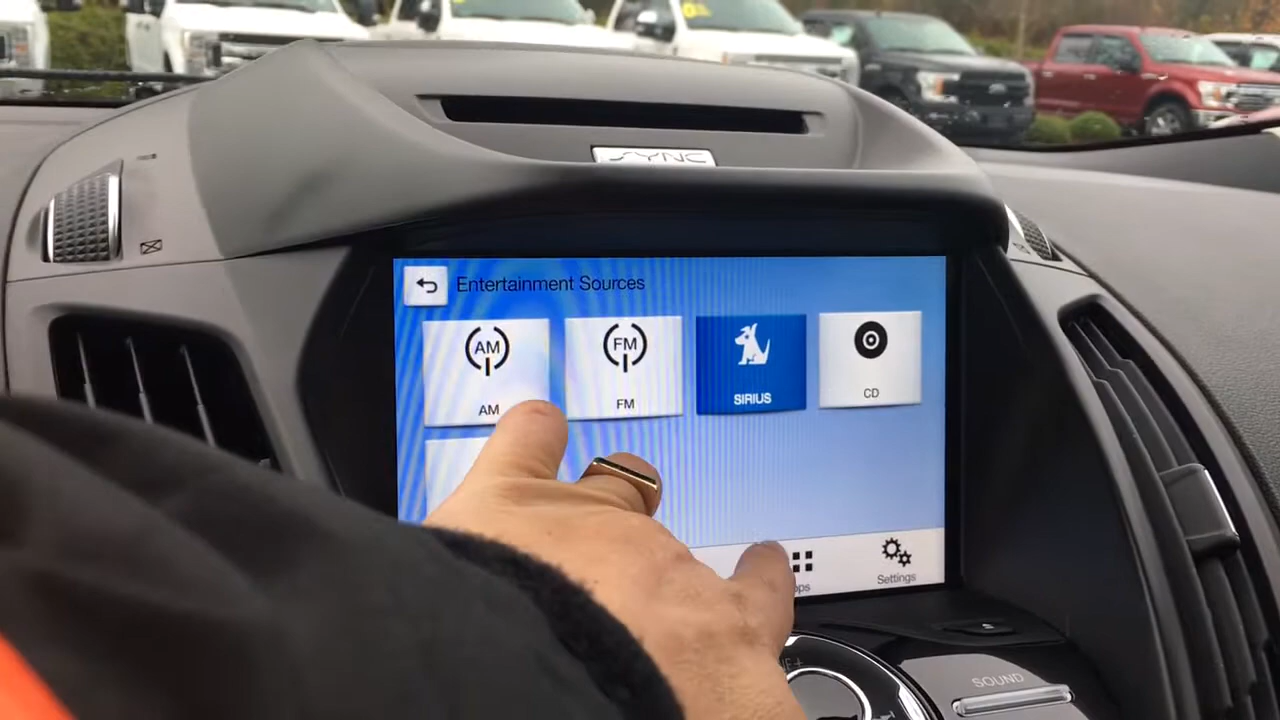 SYNC
Entertainment Sources
AM
AM
FM
FM
SIRIUS
CD
Settings
SOUND